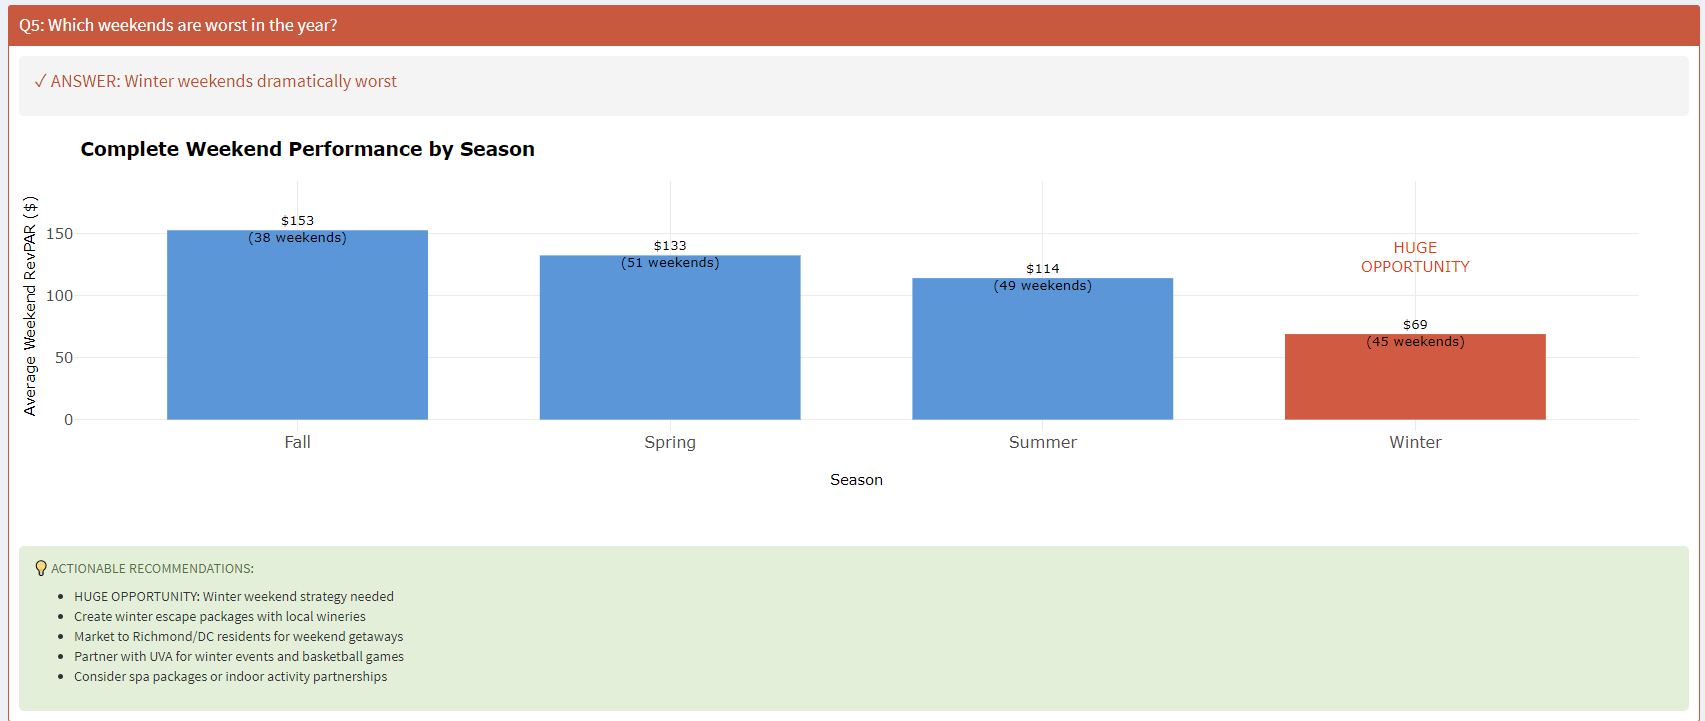 Q5: Which weekends are worst in the year?
✓ ANSWER: Winter weekends dramatically worst
Complete Weekend Performance by Season
Average Weekend RevPAR ($)
150
100
50
0
$153
(38 weekends)
$133
(51 weekends)
$114
(49 weekends)
HUGE
OPPORTUNITY
$69
(45 weekends)
Fall
Spring
Summer
Winter
Season
ACTIONABLE RECOMMENDATIONS:
• HUGE OPPORTUNITY: Winter weekend strategy needed
• Create winter escape packages with local wineries
• Market to Richmond/DC residents for weekend getaways
• Partner with UVA for winter events and basketball games
• Consider spa packages or indoor activity partnerships